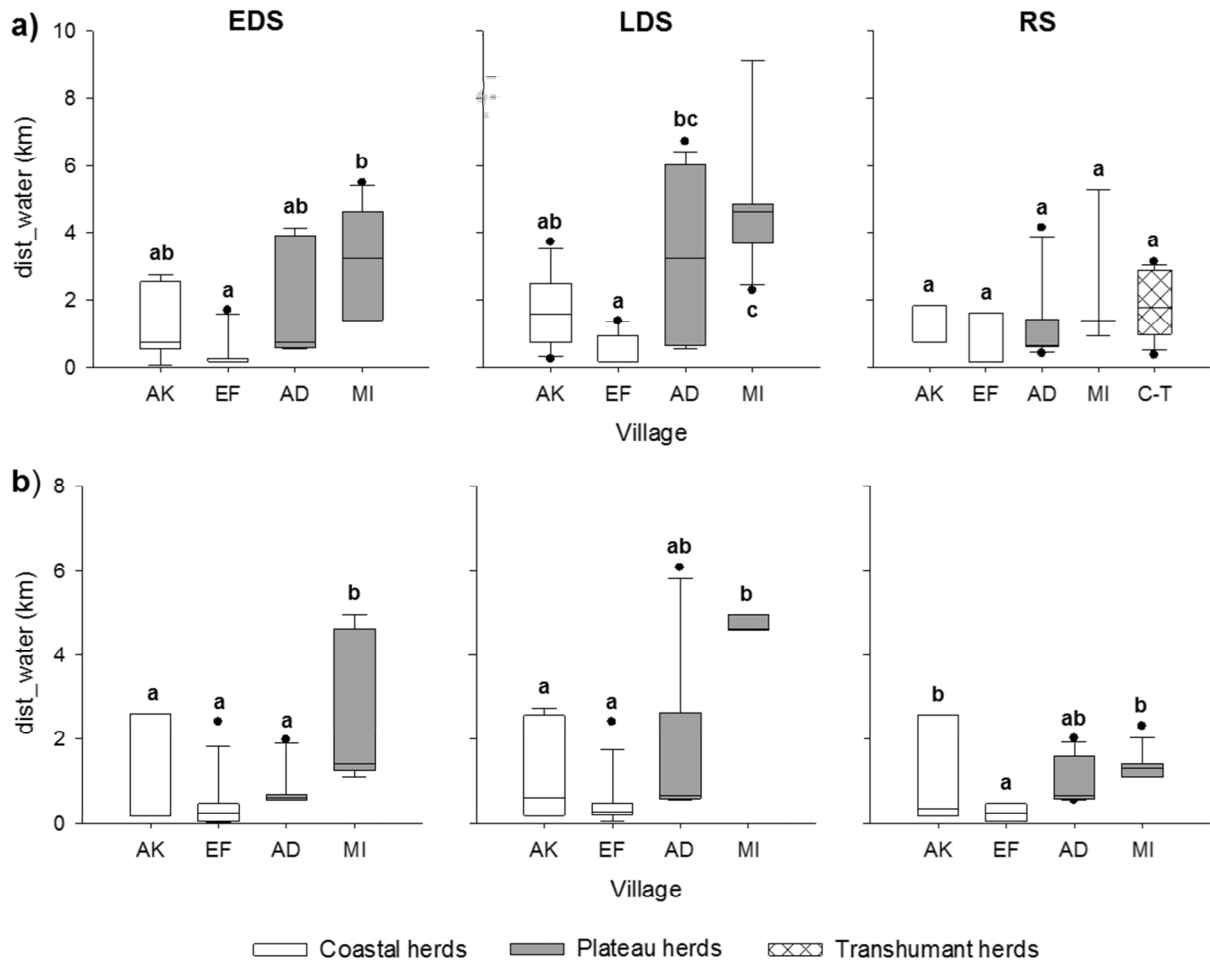 a) EDS LDS RS
10
8
6
4
2
0
dist_water (km)
ab a ab b
ab a bc c
a a a a a
AK EF AD MI AK EF AD MI AK EF AD MI C-T
Village
b)
8
6
4
2
0
dist_water (km)
a a a b
a a ab b
b a ab b
AK EF AD MI AK EF AD MI AK EF AD MI
Village
Coastal herds Plateau herds Transhumant herds